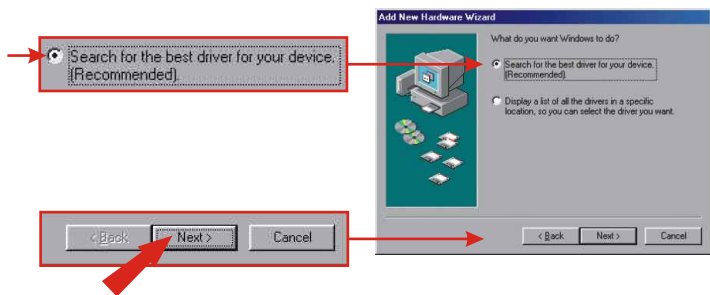 Search for the best driver for your device.
(Recommended).
< Back
Next >
Cancel
Add New Hardware Wizard
What do you want Windows to do?
Search for the best driver for your device.
(Recommended).
Display a list of all the drivers in a specific
location, so you can select the driver you want.
< Back
Next >
Cancel